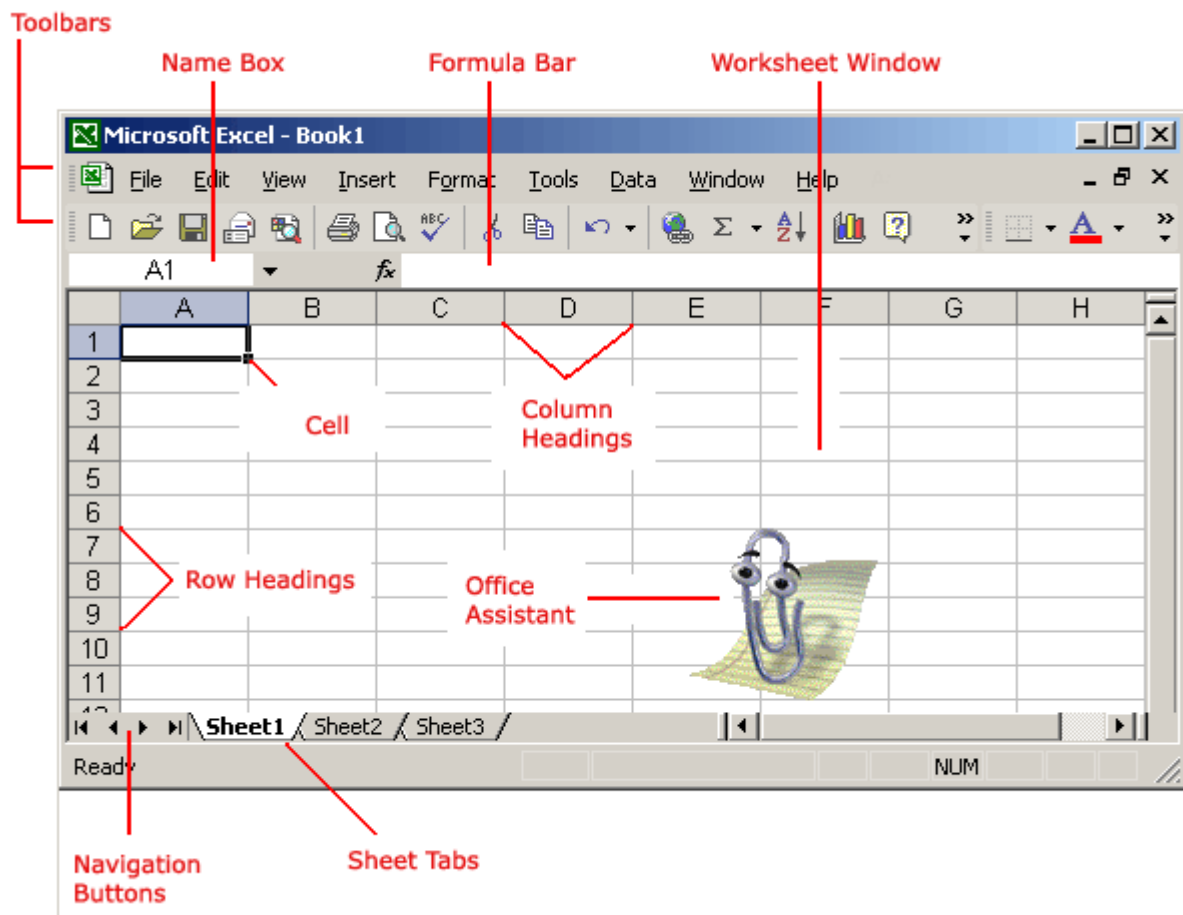 Toolbars
Name Box
Formula Bar
Worksheet Window
Microsoft Excel - Book1
File Edit View Insert Format Tools Data Window Help
ABC Σ A Z ? A
A1 fx
A B C D E F G H
1
2
3
Column
Cell
4
Headings
5
6
7
8
Row Headings
Office
Assistant
9
10
11
Sheet1 Sheet2 Sheet3
Ready NUM
Navigation
Buttons
Sheet Tabs